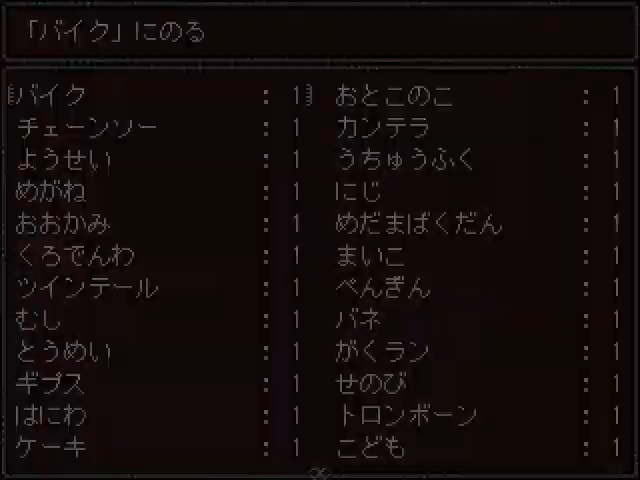 「バイク」にのる
バイク : 1 おとこのこ : 1
チェーンソー : 1 カンテラ : 1
ようせい : 1 うちゅうふく : 1
めがね : 1 にじ : 1
おおかみ : 1 めだまばくだん : 1
くろでんわ : 1 まいこ : 1
ツインテール : 1 ぺんぎん : 1
むし : 1 バネ : 1
とうめい : 1 がくラン : 1
ギプス : 1 せのび : 1
はにわ : 1 トロンボーン : 1
ケーキ : 1 こども : 1